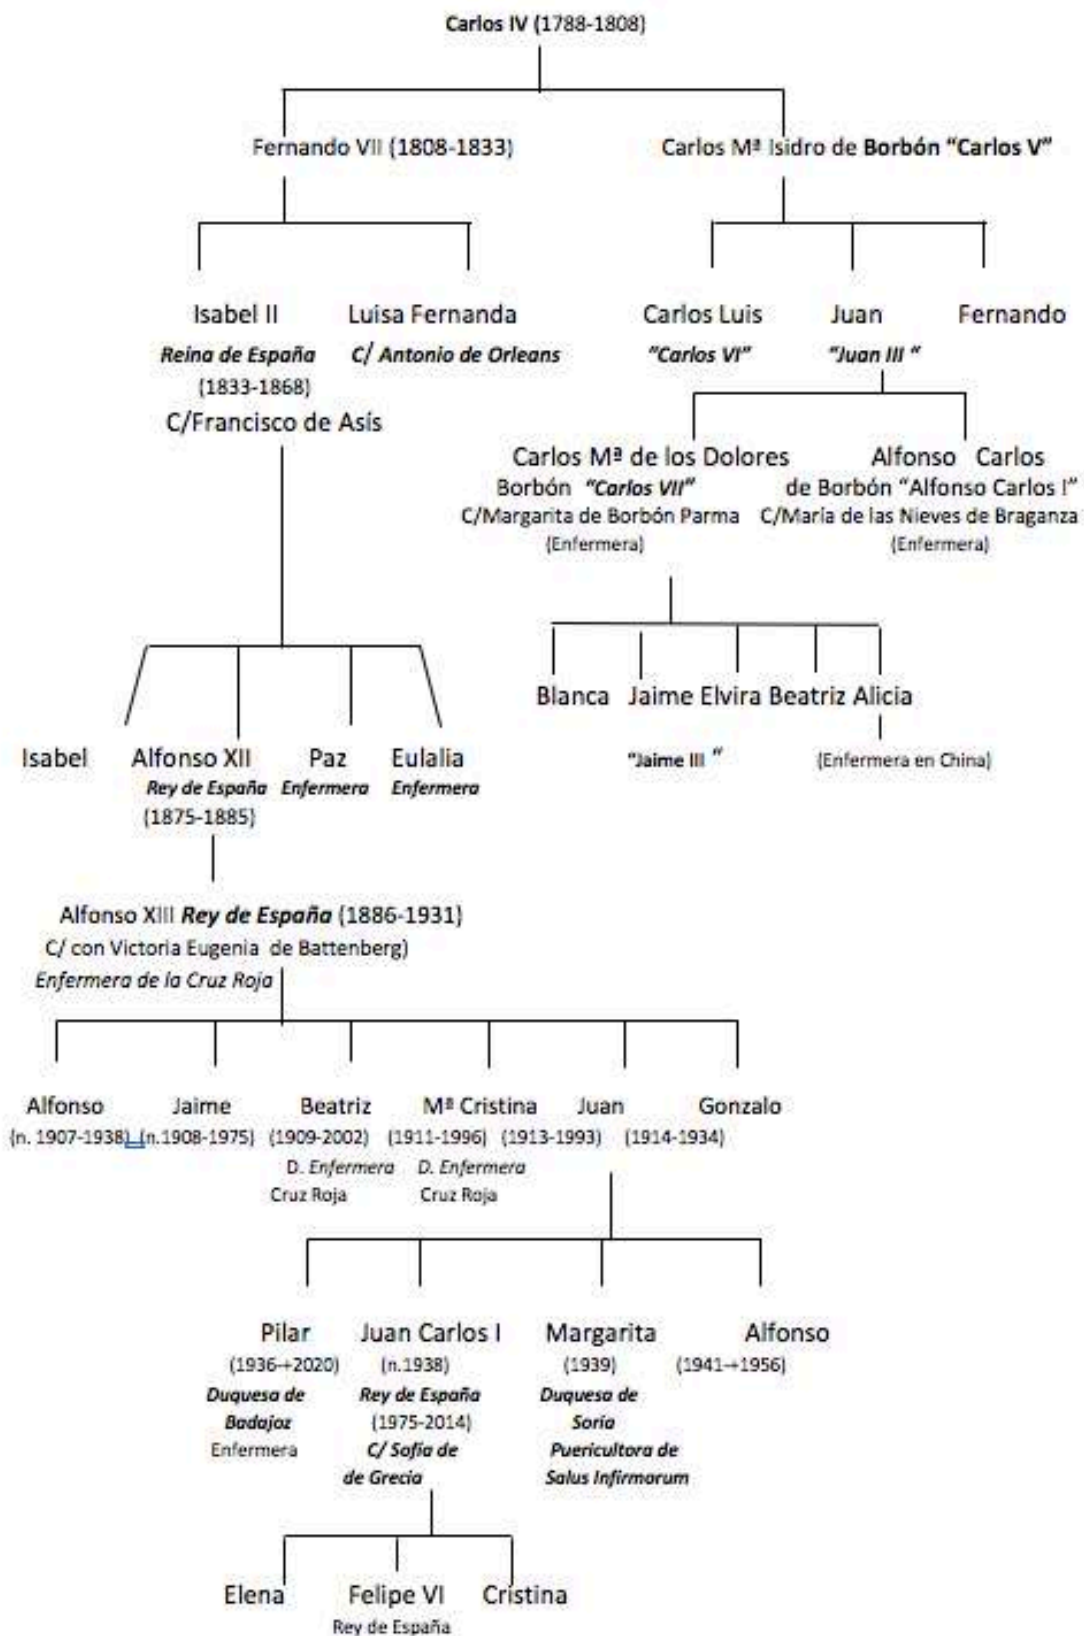 Carlos IV (1788-1808)
Fernando VII (1808-1833)
Carlos Mª Isidro de Borbón "Carlos V"
Isabel II
Luisa Fernanda
Carlos Luis
Juan
Fernando
Reina de España
C/ Antonio de Orleans
"Carlos VI"
"Juan III "
(1833-1868)
C/Francisco de Asís
Carlos Mª de los Dolores
Alfonso Carlos
Borbón "Carlos VII"
de Borbón "Alfonso Carlos I"
C/Margarita de Borbón Parma
C/María de las Nieves de Braganza
(Enfermera)
(Enfermera)
Blanca
Jaime
Elvira
Beatriz
Alicia
"Jaime III "
(Enfermera en China)
Isabel
Alfonso XII
Paz
Eulalia
Rey de España
Enfermera
Enfermera
(1875-1885)
Alfonso XIII Rey de España (1886-1931)
C/ con Victoria Eugenia de Battenberg)
Enfermera de la Cruz Roja
Alfonso
Jaime
Beatriz
Mª Cristina
Juan
Gonzalo
(n. 1907-1938)
(n.1908-1975)
(1909-2002)
(1911-1996)
(1913-1993)
(1914-1934)
D. Enfermera
D. Enfermera
Cruz Roja
Cruz Roja
Pilar
Juan Carlos I
Margarita
Alfonso
(1936-+2020)
(n.1938)
(1939)
(1941-+1956)
Duquesa de
Rey de España
Duquesa de
Badajoz
(1975-2014)
Soria
Enfermera
C/ Sofía de
Puericultora de
de Grecia
Salus Infirmorum
Elena
Felipe VI
Cristina
Rey de España